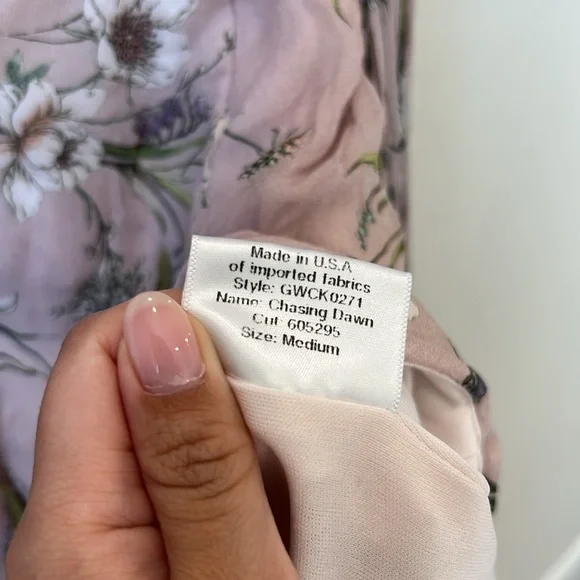 Made in U.S.A
of imported fabrics
Style: GWCK0271
Name: Chasing Dawn
Cut: 605295
Size: Medium